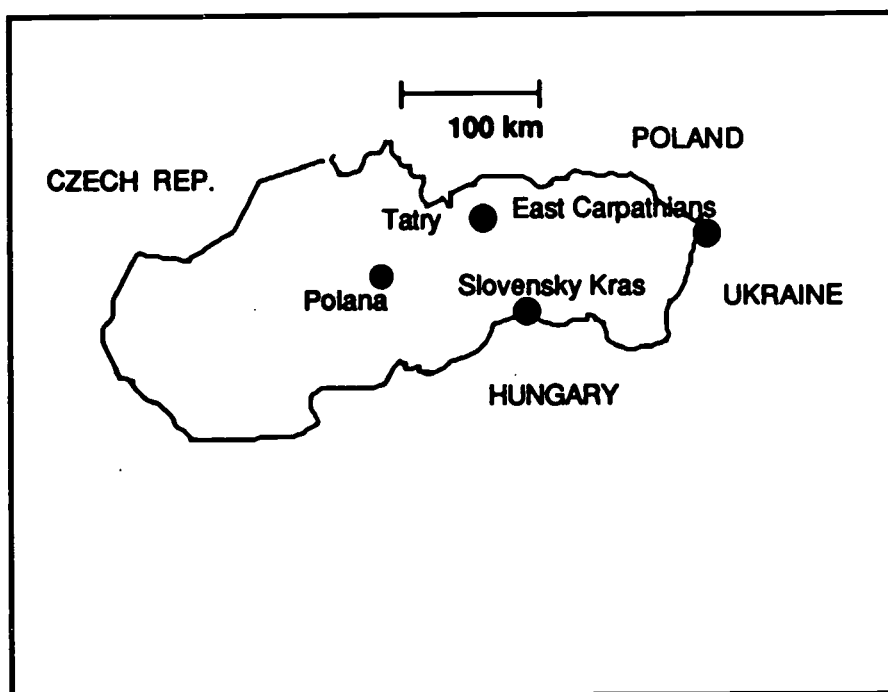 100 km
POLAND
CZECH REP.
Tatry
East Carpathians
Polana
Slovensky Kras
UKRAINE
HUNGARY